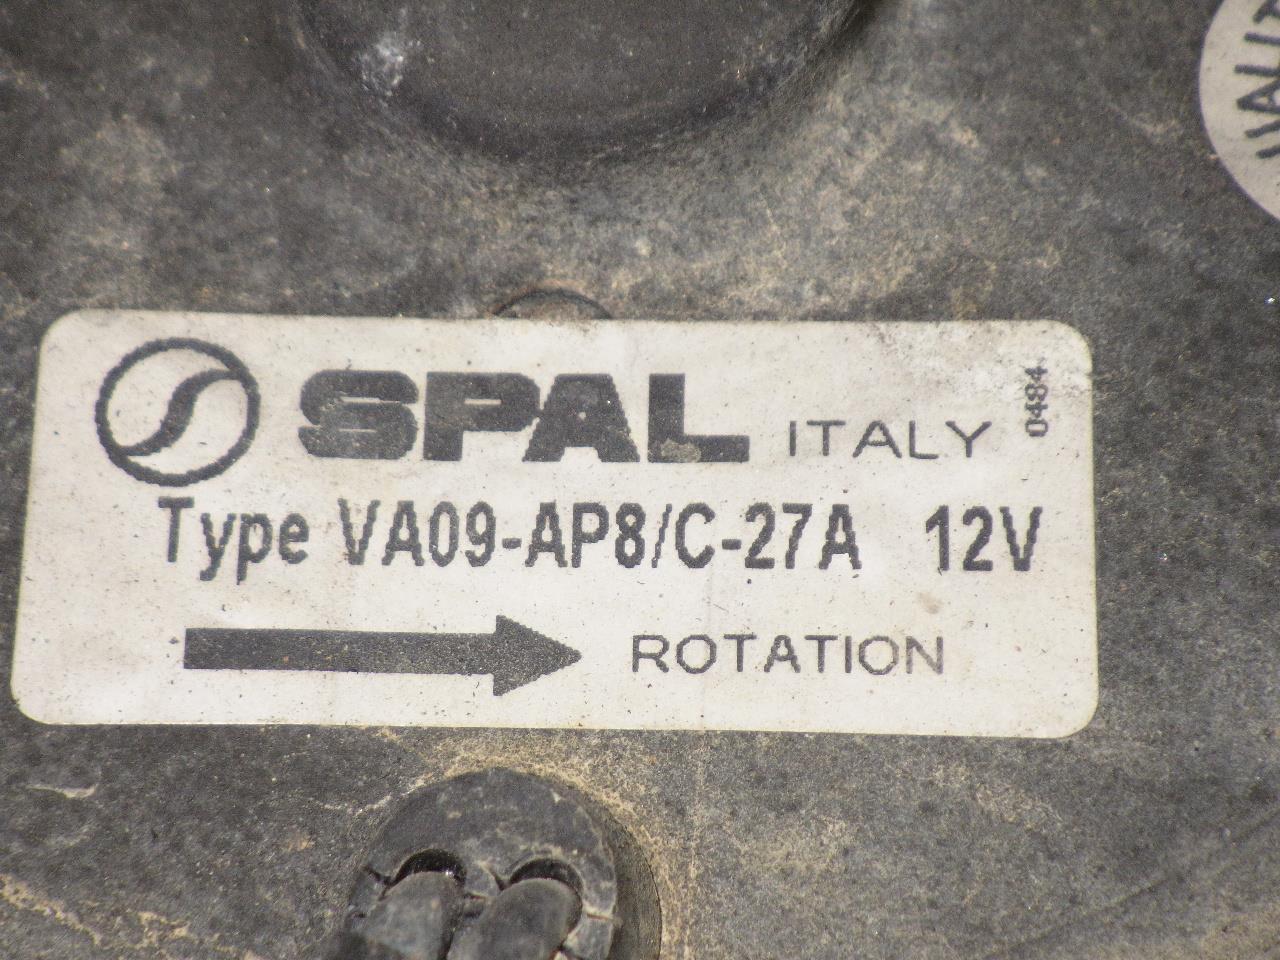 SPAL ITALY 0484
Type VA09-AP8/C-27A 12V
ROTATION